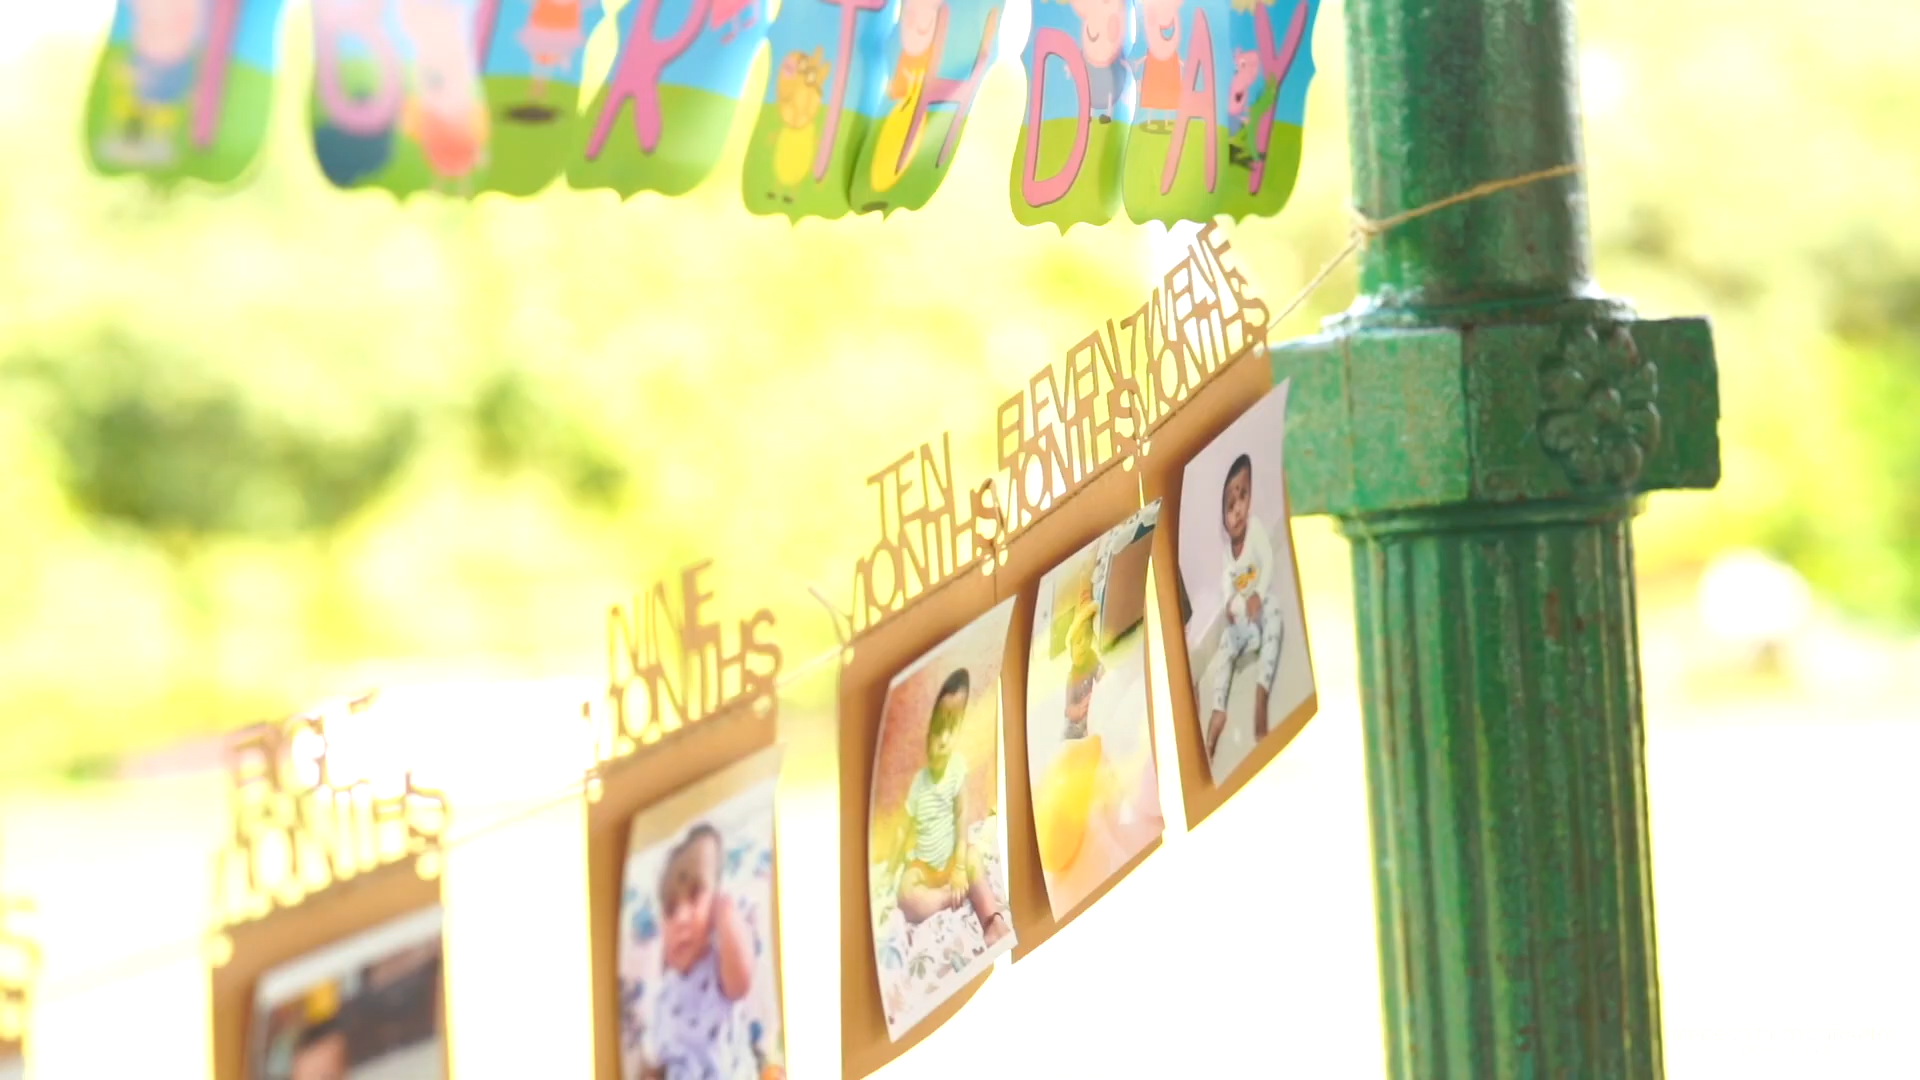 BIRTHDAY
EIGHT
MONTHS
NINE
MONTHS
TEN
MONTHS
ELEVEN
MONTHS
TWELVE
MONTHS